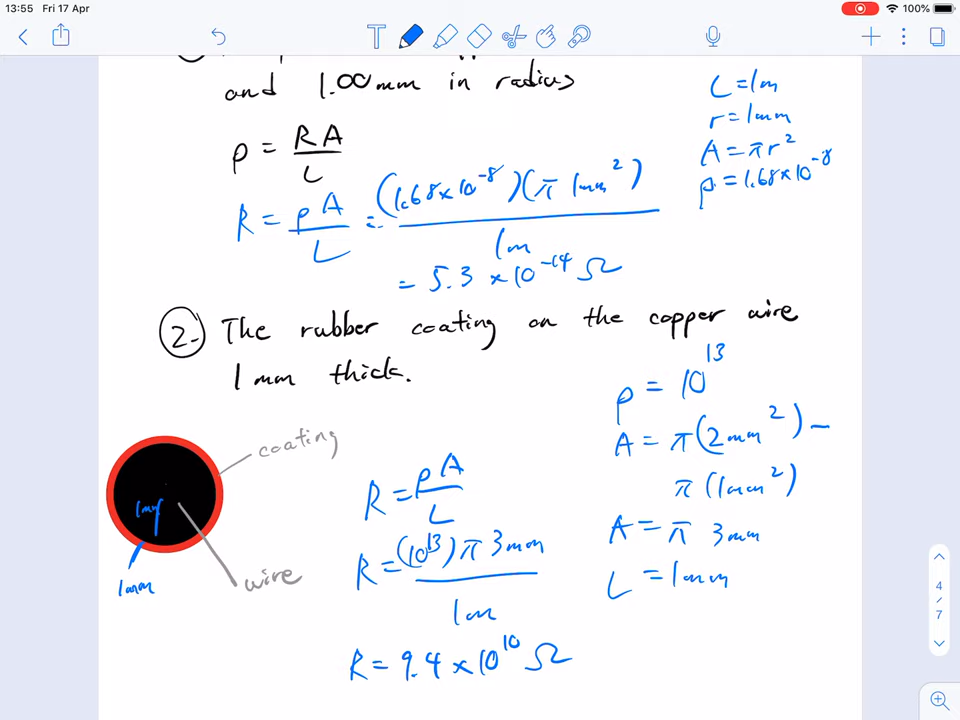 13:55 Fri 17 Apr
100%
and 1.00mm in radius
L = 1m
r = 1mm
A = πr²
ρ = 1.68×10⁻⁸
ρ = RA/L
R = ρA/L = (1.68×10⁻⁸)(π 1mm²)/1m
= 5.3 ×10⁻¹⁴ Ω
2. The rubber coating on the copper wire
1 mm thick.
ρ = 10¹³
A = π(2mm²) –
π(1mm²)
A = π 3mm
L = 1mm
coating
1mm
1mm
wire
R = ρA/L
R = (10¹³) π 3mm/1m
R = 9.4 × 10¹⁰ Ω
4
/
7